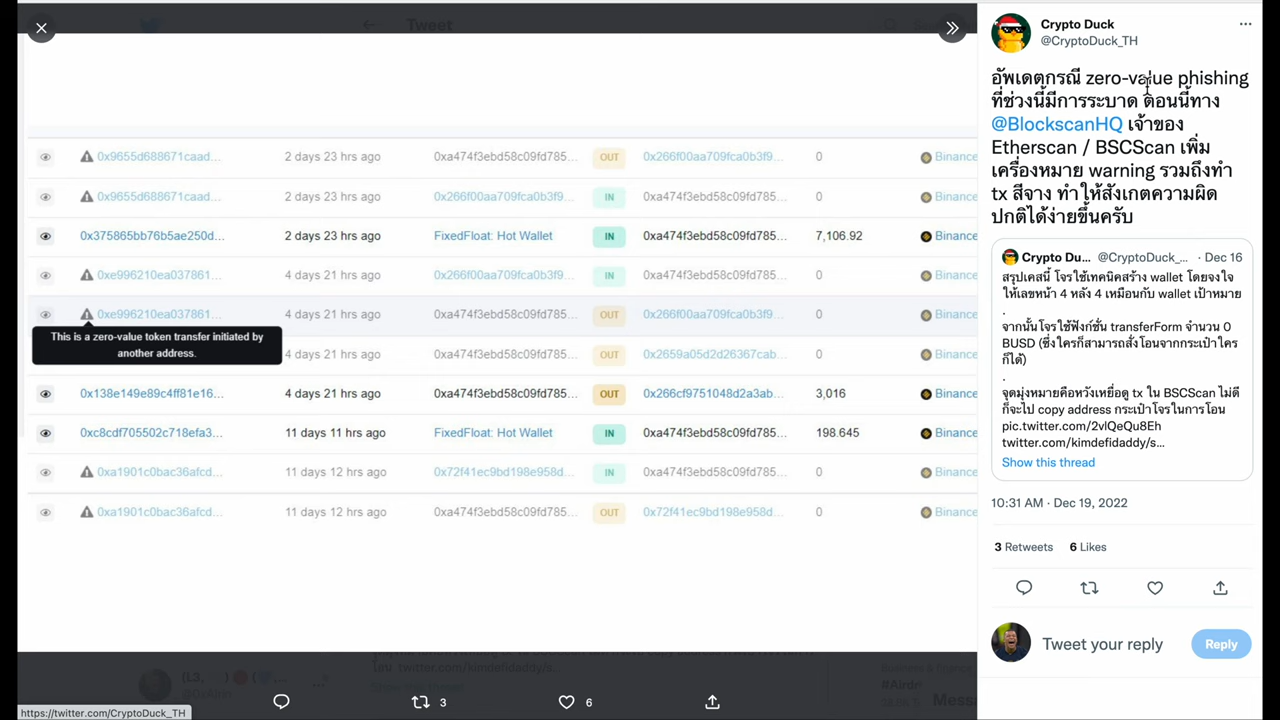 Tweet
0x9655d688671caad...
2 days 23 hrs ago
0xa474f3ebd58c09fd785...
OUT
0x266f00aa709fca0b3f9...
0
Binance
0x9655d688671caad...
2 days 23 hrs ago
0x266f00aa709fca0b3f9...
IN
0xa474f3ebd58c09fd785...
0
Binance
0x375865bb76b5ae250d...
2 days 23 hrs ago
FixedFloat: Hot Wallet
IN
0xa474f3ebd58c09fd785...
7,106.92
Binance
0xe996210ea037861...
4 days 21 hrs ago
0x266f00aa709fca0b3f9...
IN
0xa474f3ebd58c09fd785...
0
Binance
0xe996210ea037861...
4 days 21 hrs ago
0xa474f3ebd58c09fd785...
OUT
0x266f00aa709fca0b3f9...
0
Binance
This is a zero-value token transfer initiated by
another address.
4 days 21 hrs ago
0xa474f3ebd58c09fd785...
OUT
0x2659a05d2d26367cab...
0
Binance
0x138e149e89c4ff81e16...
4 days 21 hrs ago
0xa474f3ebd58c09fd785...
OUT
0x266cf9751048d2a3ab...
3,016
Binance
0xc8cdf705502c718efa3...
11 days 11 hrs ago
FixedFloat: Hot Wallet
IN
0xa474f3ebd58c09fd785...
198.645
Binance
0xa1901c0bac36afcd...
11 days 12 hrs ago
0x72f41ec9bd198e958d...
IN
0xa474f3ebd58c09fd785...
0
Binance
0xa1901c0bac36afcd...
11 days 12 hrs ago
0xa474f3ebd58c09fd785...
OUT
0x72f41ec9bd198e958d...
0
Binance
3
6
https://twitter.com/CryptoDuck_TH
Crypto Duck
@CryptoDuck_TH
อัพเดตกรณี zero-value phishing
ที่ช่วงนี้มีการระบาด ตอนนี้ทาง
@BlockscanHQ เจ้าของ
Etherscan / BSCScan เพิ่ม
เครื่องหมาย warning รวมถึงทำ
tx สีจาง ทำให้สังเกตความผิด
ปกติได้ง่ายขึ้นครับ
Crypto Du... @CryptoDuck_... · Dec 16
สรุปเคสนี้ โจรใช้เทคนิคสร้าง wallet โดยจงใจ
ให้เลขหน้า 4 หลัง 4 เหมือนกับ wallet เป้าหมาย
.
จากนั้นโจรใช้ฟังก์ชั่น transferForm จำนวน 0
BUSD (ซึ่งใครก็สามารถสั่งโอนจากกระเป๋าใคร
ก็ได้)
.
จุดมุ่งหมายคือหวังเหยื่อดู tx ใน BSCScan ไม่ดี
ก็จะไป copy address กระเป๋าโจรในการโอน
pic.twitter.com/2vlQeQu8Eh
twitter.com/kimdefidaddy/s...
Show this thread
10:31 AM · Dec 19, 2022
3 Retweets 6 Likes
Tweet your reply
Reply